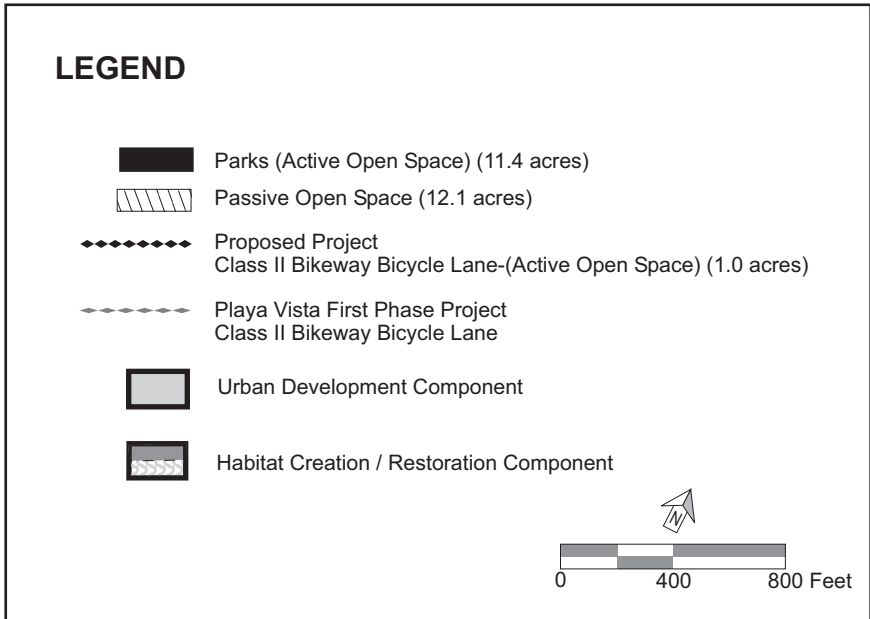 LEGEND
Parks (Active Open Space) (11.4 acres)
Passive Open Space (12.1 acres)
Proposed Project
Class II Bikeway Bicycle Lane-(Active Open Space) (1.0 acres)
Playa Vista First Phase Project
Class II Bikeway Bicycle Lane
Urban Development Component
Habitat Creation / Restoration Component
N
0 400 800 Feet